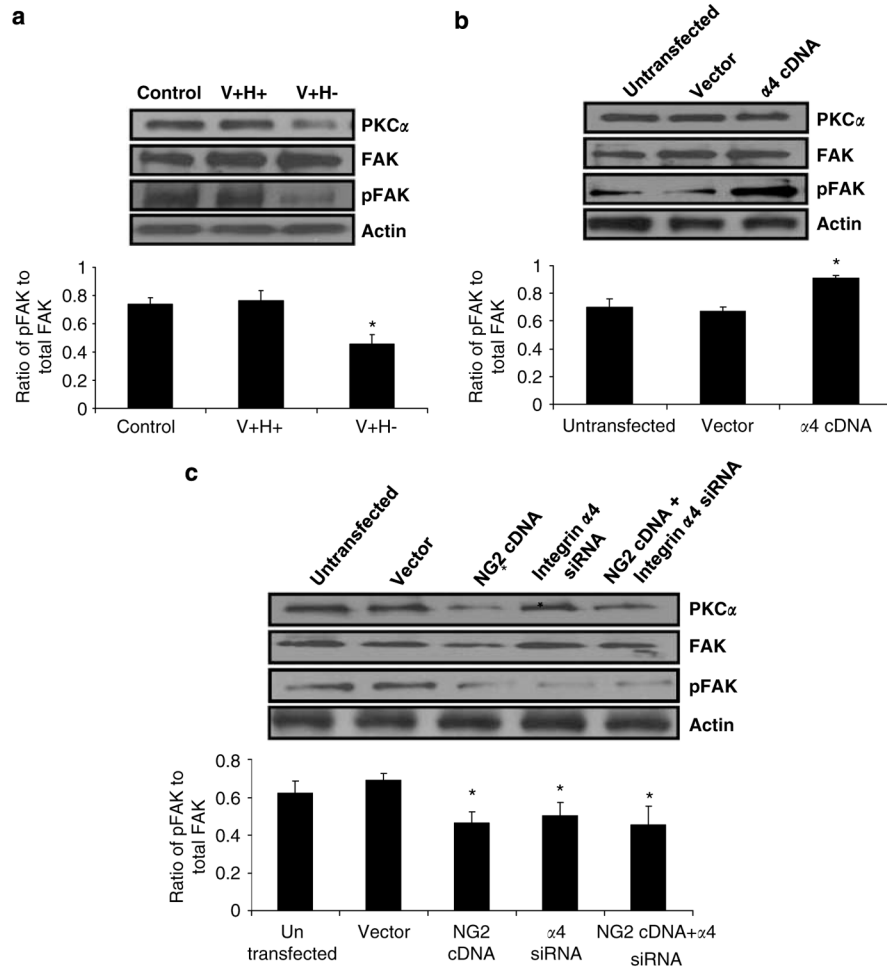 a
Control V+H+ V+H-
PKCα
FAK
pFAK
Actin
Ratio of pFAK to
total FAK
1
0.8
0.6
0.4
0.2
0
*
Control V+H+ V+H-
b
Untransfected Vector α4 cDNA
PKCα
FAK
pFAK
Actin
Ratio of pFAK to
total FAK
1
0.8
0.6
0.4
0.2
0
*
Untransfected Vector α4 cDNA
c
Untransfected
Vector
NG2 cDNA
*
Integrin α4
siRNA
NG2 cDNA +
Integrin α4 siRNA
*
PKCα
FAK
pFAK
Actin
Ratio of pFAK to
total FAK
0.8
0.6
0.4
0.2
0
* * *
Un
transfected
Vector
NG2
cDNA
α4
siRNA
NG2 cDNA+α4
siRNA